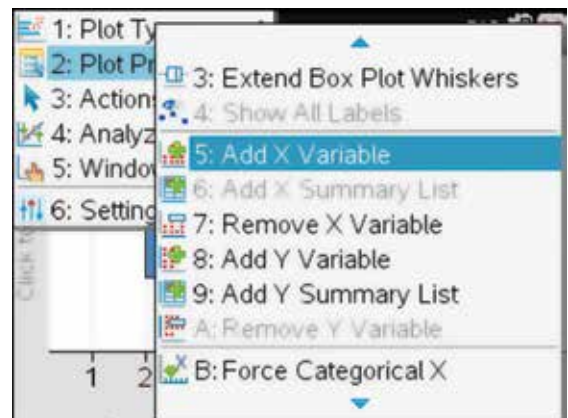 1: Plot Ty
2: Plot Pr
3: Action
4: Analyz
5: Windo
6: Setting
3: Extend Box Plot Whiskers
4: Show All Labels
5: Add X Variable
6: Add X Summary List
7: Remove X Variable
8: Add Y Variable
9: Add Y Summary List
A: Remove Y Variable
B: Force Categorical X
Click to
1 2